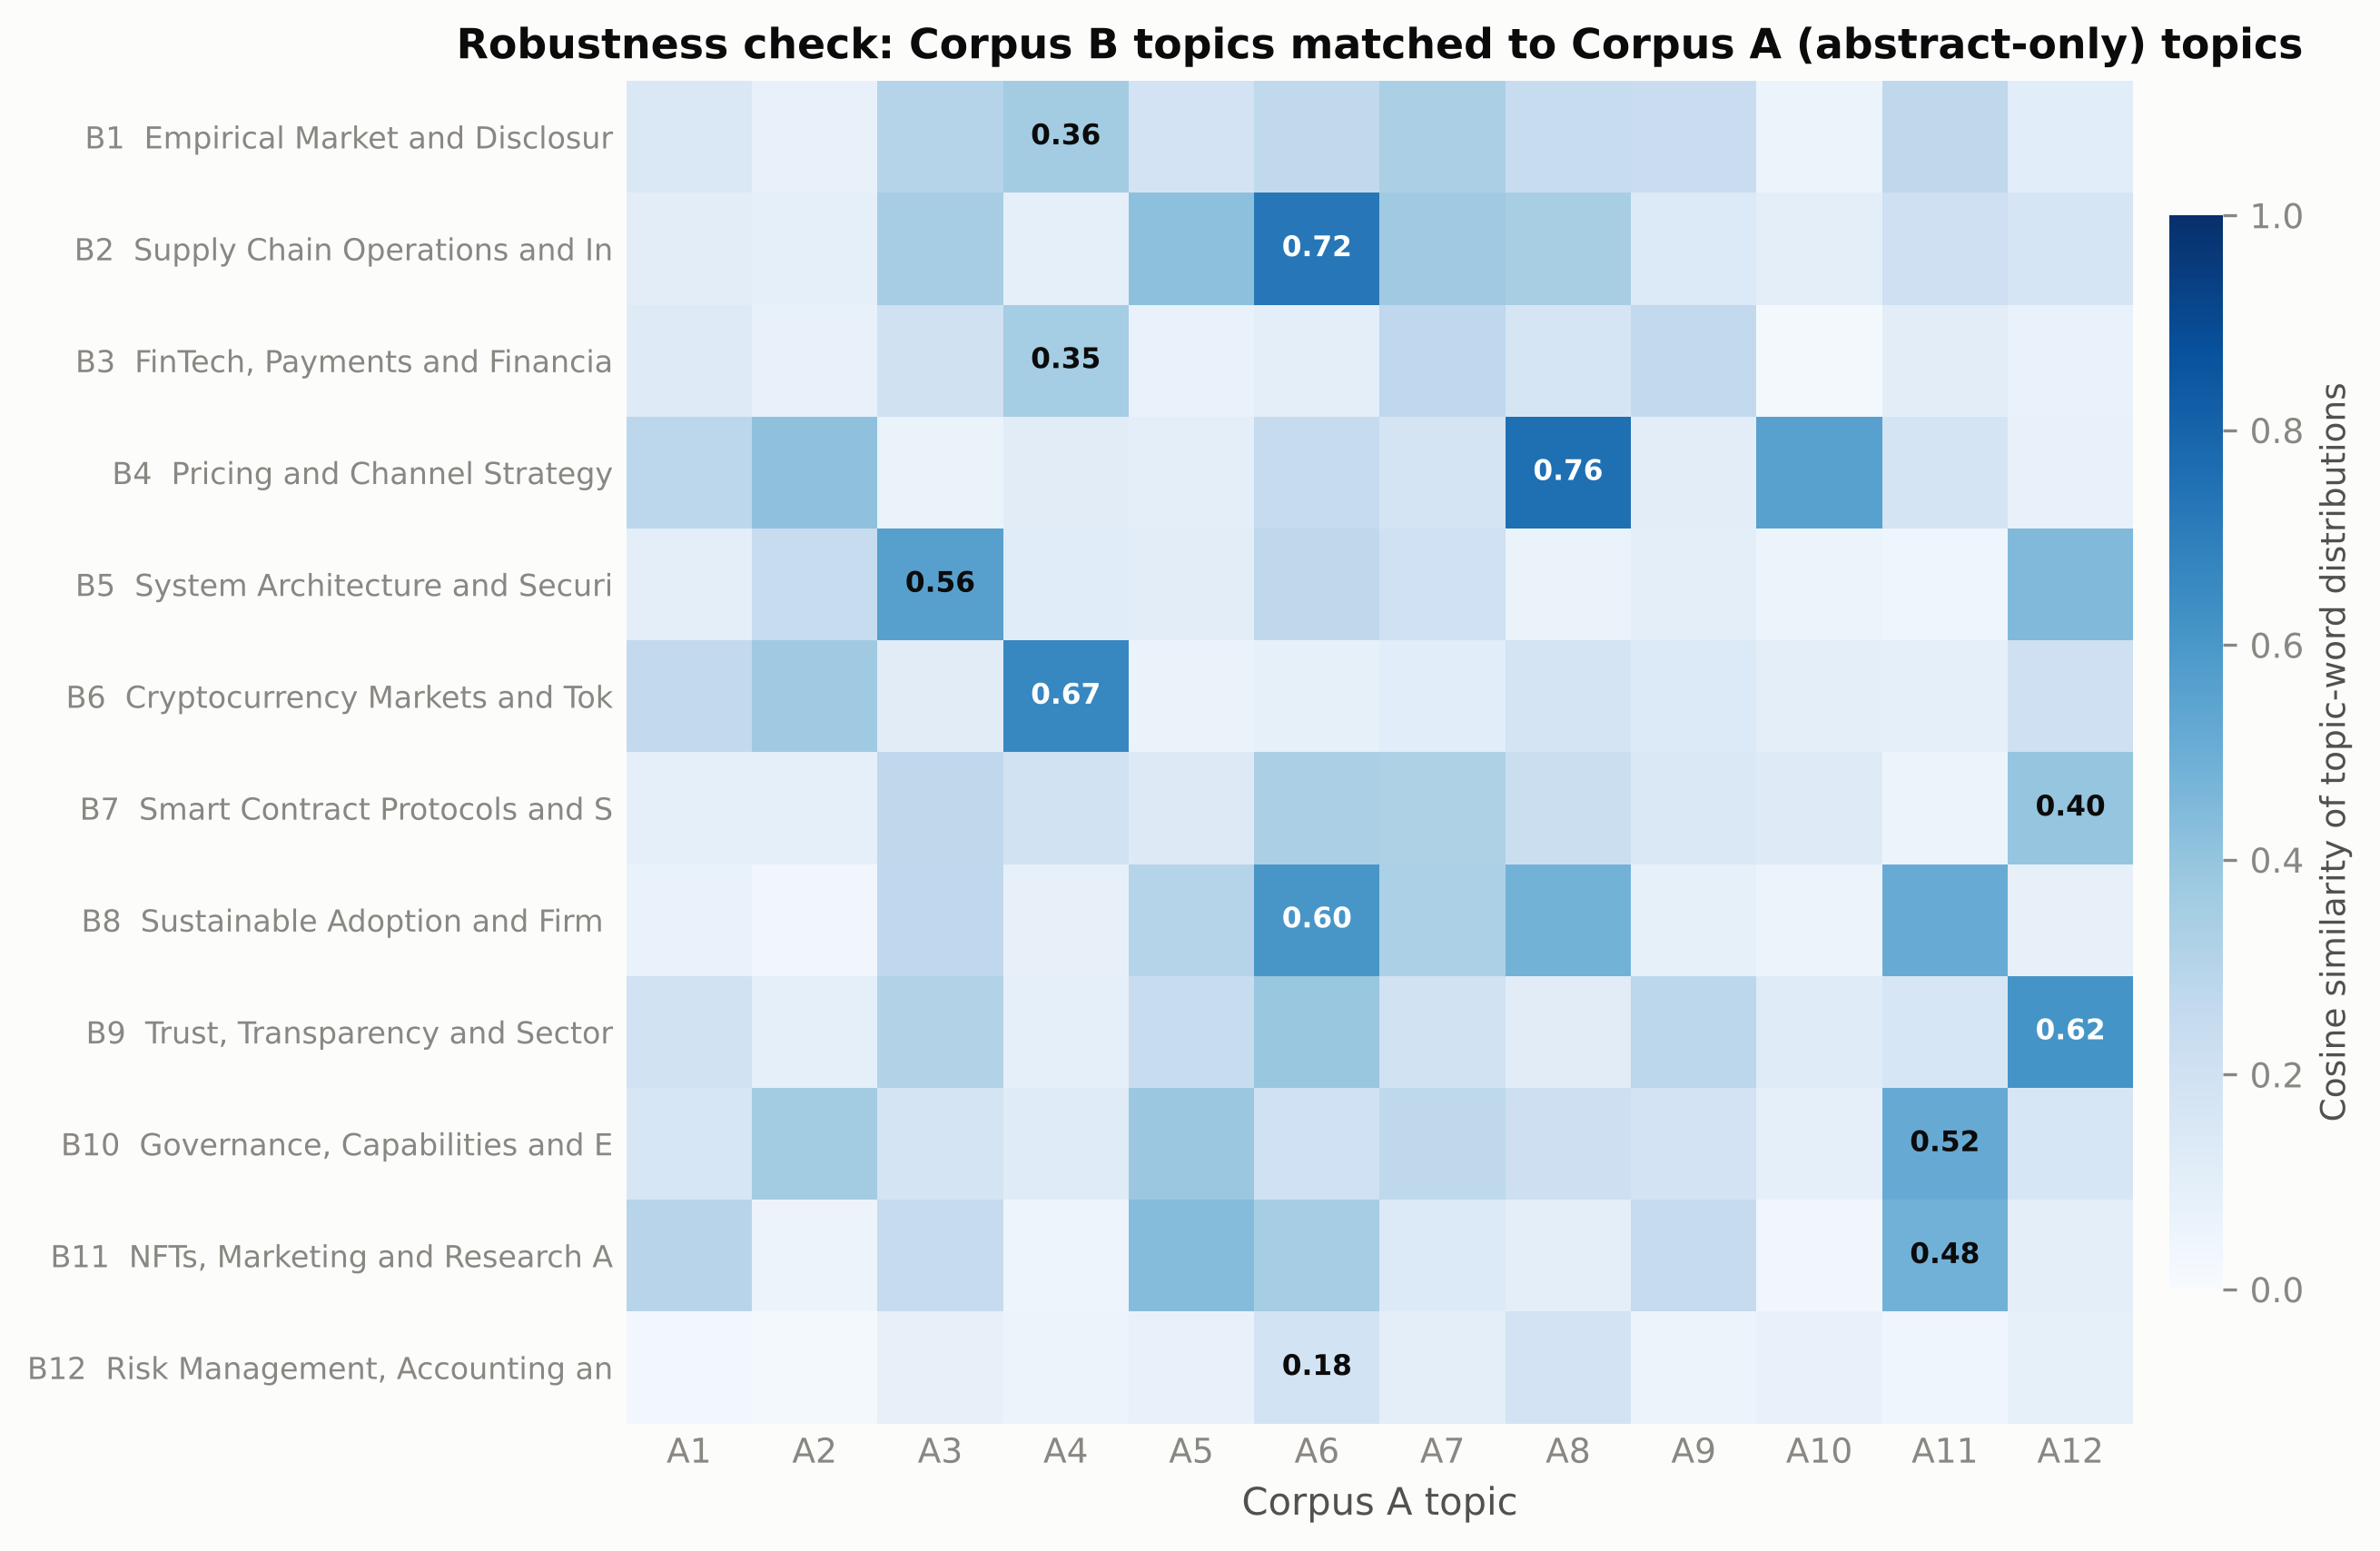 Robustness check: Corpus B topics matched to Corpus A (abstract-only) topics
B1 Empirical Market and Disclosur 0.36
B2 Supply Chain Operations and In 0.72
B3 FinTech, Payments and Financia 0.35
B4 Pricing and Channel Strategy 0.76
B5 System Architecture and Securi 0.56
B6 Cryptocurrency Markets and Tok 0.67
B7 Smart Contract Protocols and S 0.40
B8 Sustainable Adoption and Firm 0.60
B9 Trust, Transparency and Sector 0.62
B10 Governance, Capabilities and E 0.52
B11 NFTs, Marketing and Research A 0.48
B12 Risk Management, Accounting an 0.18
A1 A2 A3 A4 A5 A6 A7 A8 A9 A10 A11 A12
Corpus A topic
1.0
0.8
0.6
0.4
0.2
0.0
Cosine similarity of topic-word distributions